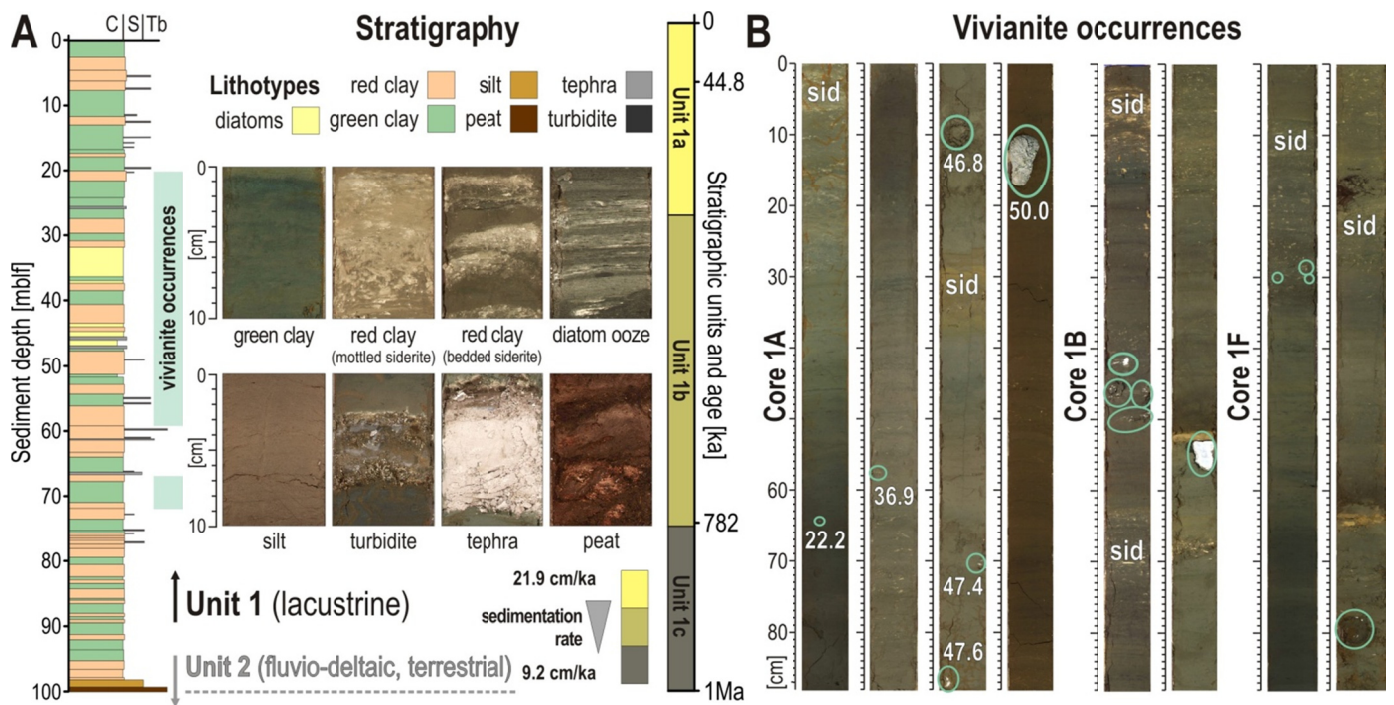 A
C | S | Tb
Stratigraphy
Lithotypes
red clay
silt
tephra
diatoms
green clay
peat
turbidite
Sediment depth [mblf]
0
10
20
30
40
50
60
70
80
90
100
vivianite occurrences
0
[cm]
10
green clay
red clay
(mottled siderite)
red clay
(bedded siderite)
diatom ooze
0
[cm]
10
silt
turbidite
tephra
peat
Unit 1 (lacustrine)
Unit 2 (fluvio-deltaic, terrestrial)
21.9 cm/ka
sedimentation
rate
9.2 cm/ka
Unit 1a
Unit 1b
Unit 1c
0
44.8
782
1Ma
Stratigraphic units and age [ka]
B
Vivianite occurrences
0
10
20
30
60
70
80
[cm]
Core 1A
sid
22.2
36.9
46.8
sid
47.4
47.6
50.0
Core 1B
sid
sid
Core 1F
sid
sid